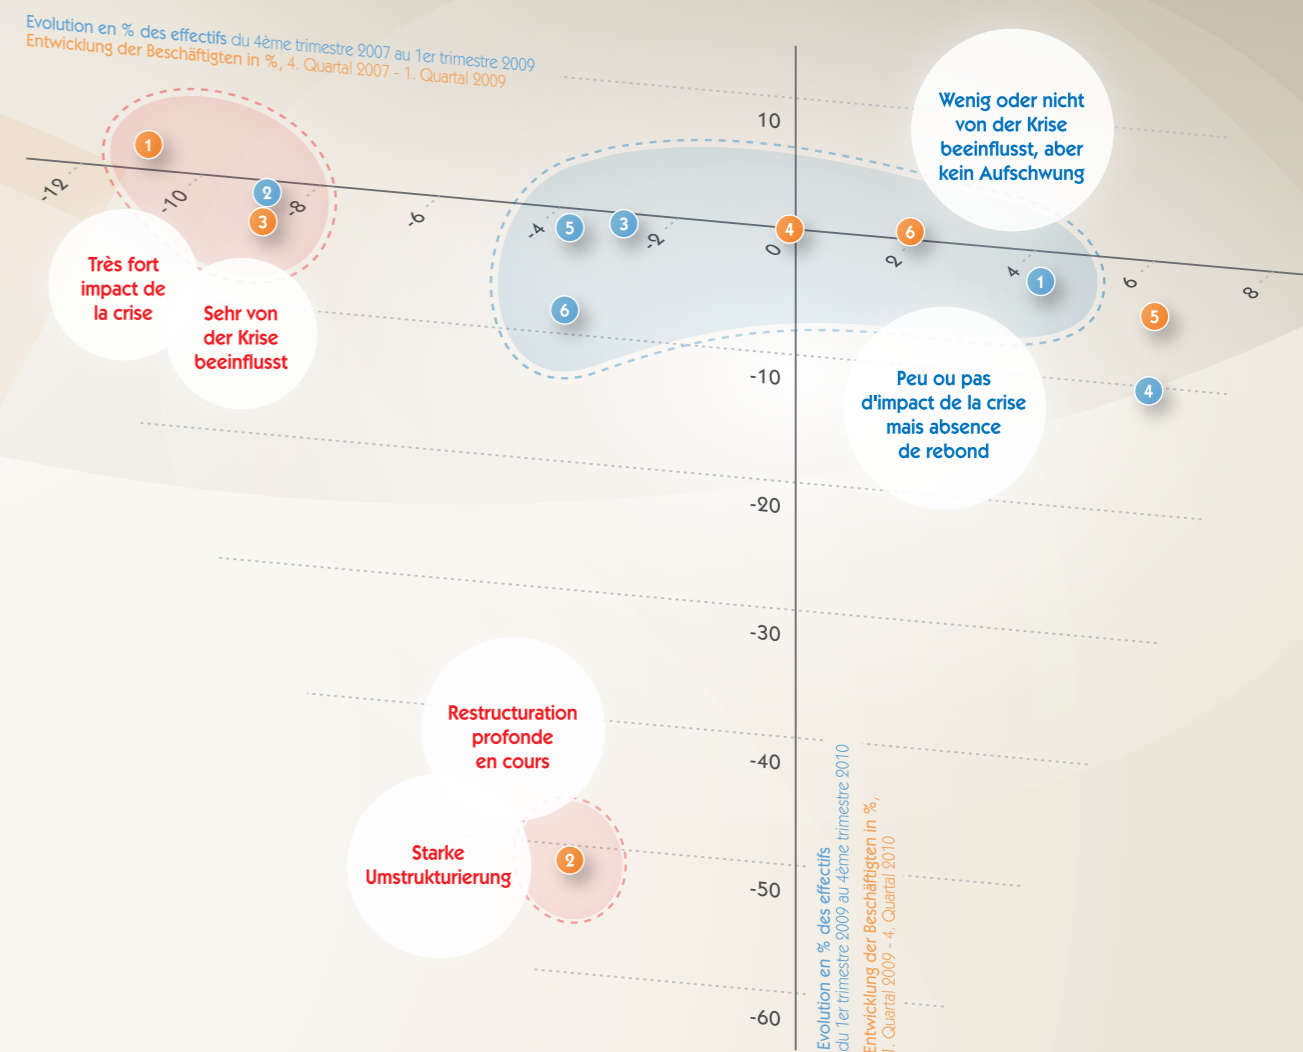 Evolution en % des effectifs du 4ème trimestre 2007 au 1er trimestre 2009
Entwicklung der Beschäftigten in %, 4. Quartal 2007 - 1. Quartal 2009
Wenig oder nicht
von der Krise
beeinflusst, aber
kein Aufschwung
10
1
-12
-10
2
-8
3
-6
-4
5
3
-2
4
0
6
2
4
1
6
8
Très fort
impact de
la crise
Sehr von
der Krise
beeinflusst
6
5
4
-10
Peu ou pas
d'impact de la crise
mais absence
de rebond
-20
-30
Restructuration
profonde
en cours
-40
Starke
Umstrukturierung
2
-50
-60
Evolution en % des effectifs
du 1er trimestre 2009 au 4ème trimestre 2010
Entwicklung der Beschäftigten in %,
1. Quartal 2009 - 4. Quartal 2010